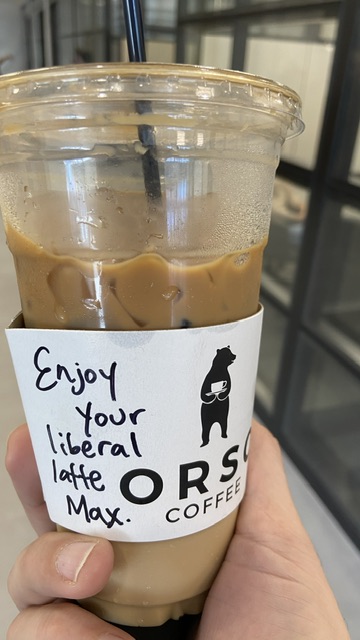 Enjoy
your
liberal
latte
Max.
ORSO
COFFEE